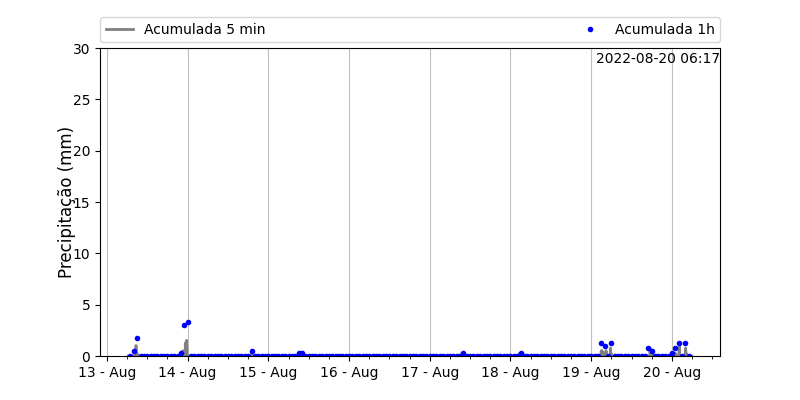 Acumulada 5 min
Acumulada 1h
2022-08-20 06:17
Precipitação (mm)
30
25
20
15
10
5
0
13 - Aug
14 - Aug
15 - Aug
16 - Aug
17 - Aug
18 - Aug
19 - Aug
20 - Aug